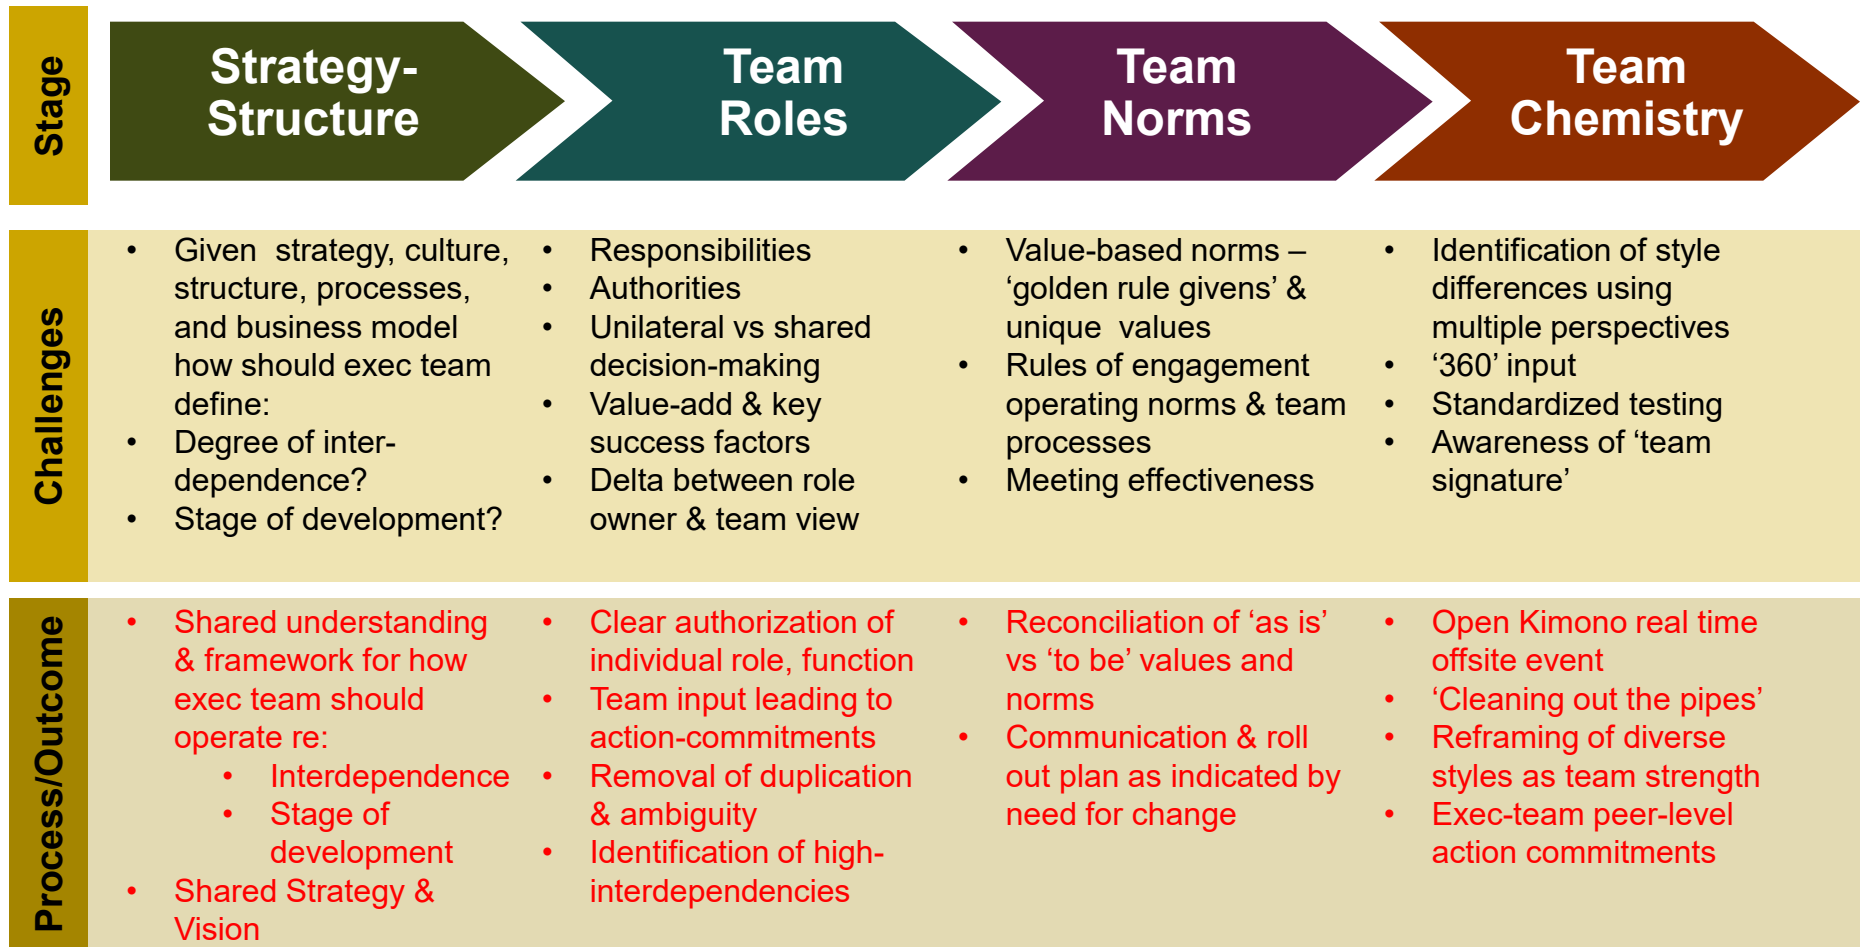 Stage
Strategy-
Structure
Team
Roles
Team
Norms
Team
Chemistry
Challenges
• Given  strategy, culture,
structure, processes,
and business model
how should exec team
define:
• Degree of inter-
dependence?
• Stage of development?
• Responsibilities
• Authorities
• Unilateral vs shared
decision-making
• Value-add & key
success factors
• Delta between role
owner & team view
• Value-based norms –
‘golden rule givens’ &
unique  values
• Rules of engagement
operating norms & team
processes
• Meeting effectiveness
• Identification of style
differences using
multiple perspectives
• ‘360’ input
• Standardized testing
• Awareness of ‘team
signature’
Process/Outcome
• Shared understanding
& framework for how
exec team should
operate re:
• Interdependence
• Stage of
development
• Shared Strategy &
Vision
• Clear authorization of
individual role, function
• Team input leading to
action-commitments
• Removal of duplication
& ambiguity
• Identification of high-
interdependencies
• Reconciliation of ‘as is’
vs ‘to be’ values and
norms
• Communication & roll
out plan as indicated by
need for change
• Open Kimono real time
offsite event
• ‘Cleaning out the pipes’
• Reframing of diverse
styles as team strength
• Exec-team peer-level
action commitments